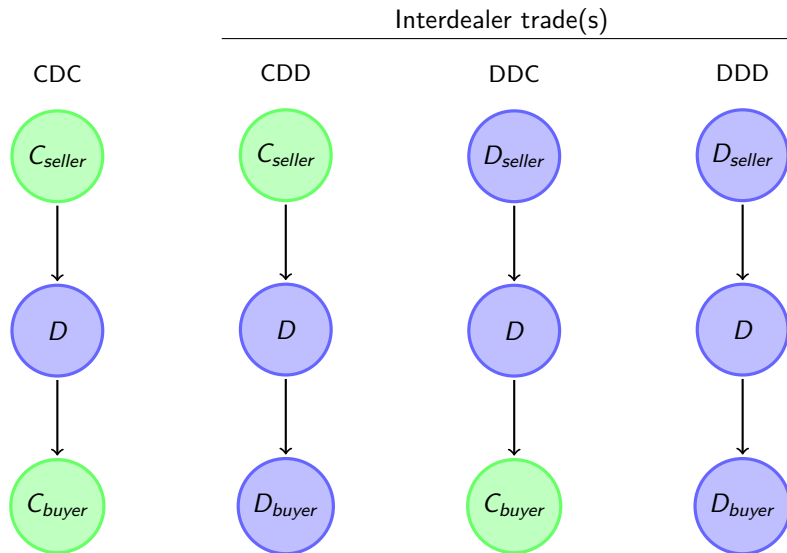 Interdealer trade(s)
CDC CDD DDC DDD
C_seller C_seller D_seller D_seller
D D D D
C_buyer D_buyer C_buyer D_buyer